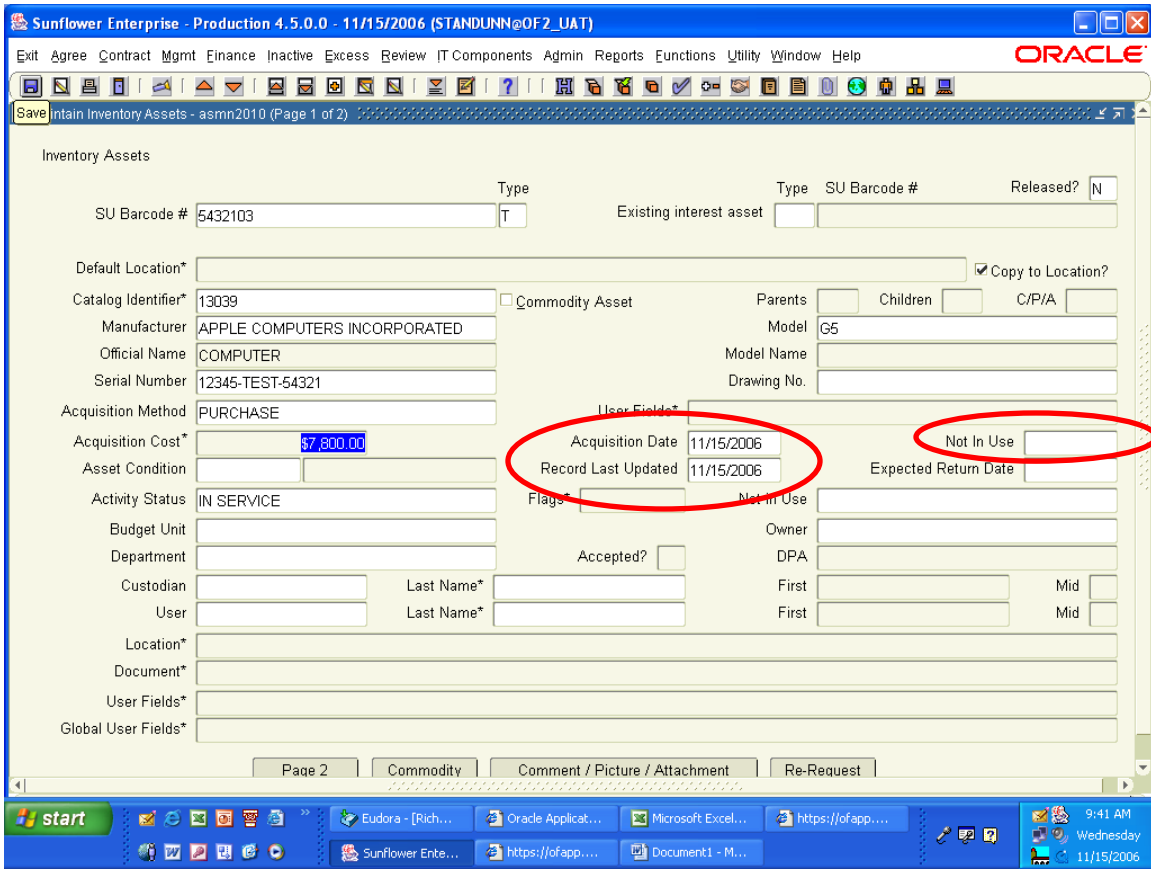 Sunflower Enterprise - Production 4.5.0.0 - 11/15/2006 (STANDUNN@OF2_UAT)
Exit Agree Contract Mgmt Finance Inactive Excess Review IT Components Admin Reports Functions Utility Window Help ORACLE
Save intain Inventory Assets - asmn2010 (Page 1 of 2)
Inventory Assets
Type Type SU Barcode # Released? N
SU Barcode # 5432103 T Existing interest asset
Default Location* Copy to Location?
Catalog Identifier* 13039 Commodity Asset Parents Children C/P/A
Manufacturer APPLE COMPUTERS INCORPORATED Model G5
Official Name COMPUTER Model Name
Serial Number 12345-TEST-54321 Drawing No.
Acquisition Method PURCHASE User Fields*
Acquisition Cost* $7,800.00 Acquisition Date 11/15/2006 Not In Use
Asset Condition Record Last Updated 11/15/2006 Expected Return Date
Activity Status IN SERVICE Flags* Not In Use
Budget Unit Owner
Department Accepted? DPA
Custodian Last Name* First Mid
User Last Name* First Mid
Location*
Document*
User Fields*
Global User Fields*
Page 2 Commodity Comment / Picture / Attachment Re-Request
start Eudora - [Rich... Oracle Applicat... Microsoft Excel... https://ofapp.... 9:41 AM
Wednesday
Sunflower Ente... https://ofapp.... Document1 - M... 11/15/2006